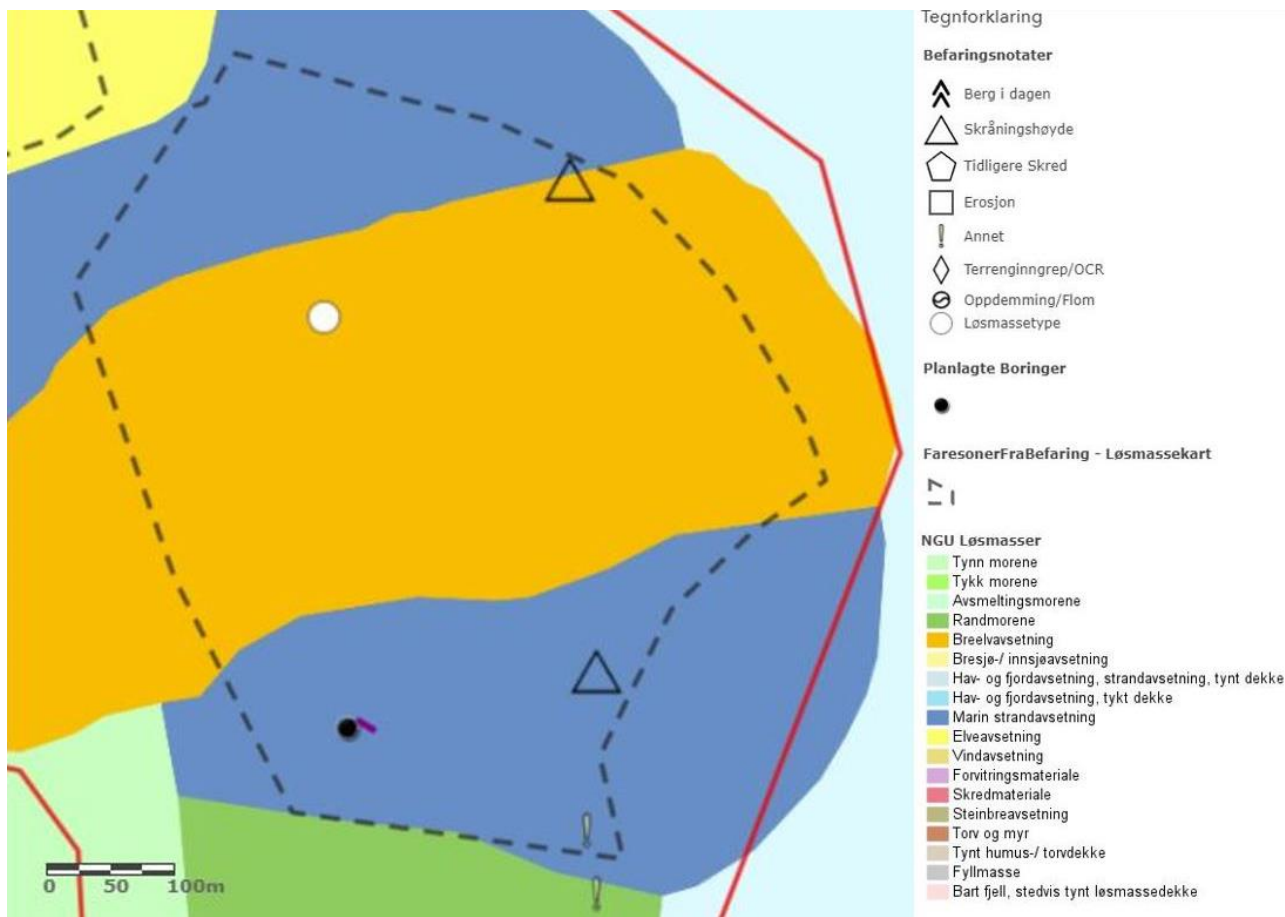 Tegnforklaring
Befaringsnotater
Berg i dagen
Skråningshøyde
Tidligere Skred
Erosjon
Annet
Terrenginngrep/OCR
Oppdemming/Flom
Løsmassetype
Planlagte Boringer
FaresonerFraBefaring - Løsmassekart
NGU Løsmasser
Tynn morene
Tykk morene
Avsmeltingsmorene
Randmorene
Breelvavsetning
Bresjø-/ innsjøavsetning
Hav- og fjordavsetning, strandavsetning, tynt dekke
Hav- og fjordavsetning, tykt dekke
Marin strandavsetning
Elveavsetning
Vindavsetning
Forvitringsmateriale
Skredmateriale
Steinbreavsetning
Torv og myr
Tynt humus-/ torvdekke
Fyllmasse
Bart fjell, stedvis tynt løsmassedekke
0 50 100m